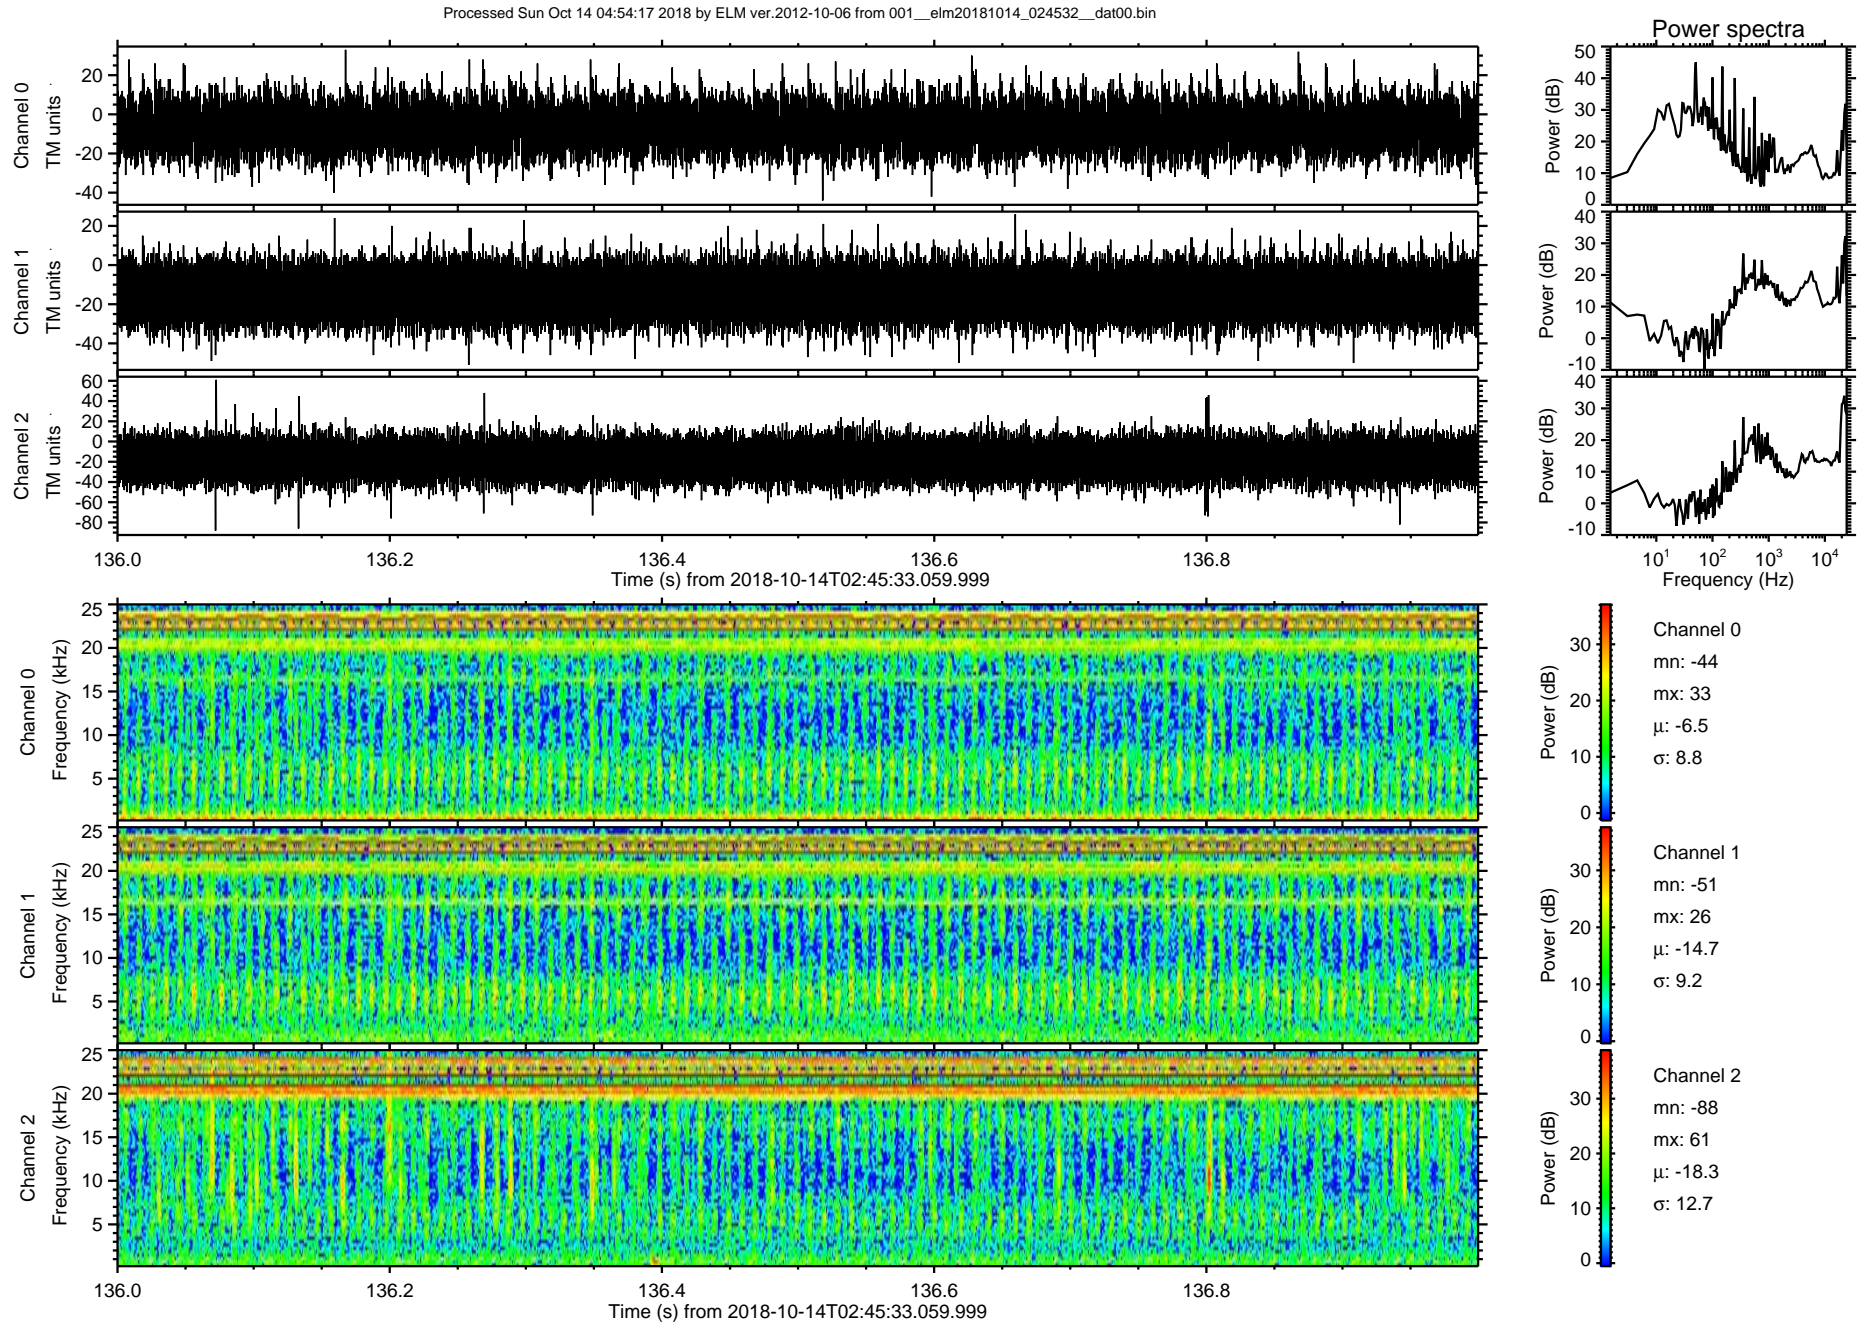 Processed Sun Oct 14 04:54:17 2018 by ELM ver.2012-10-06 from 001__elm20181014_024532__dat00.bin
Power spectra
Channel 0
TM units
20
0
-20
-40
Power (dB)
50
40
30
20
10
0
Channel 1
TM units
20
0
-20
-40
Power (dB)
40
30
20
10
0
-10
Channel 2
TM units
60
40
20
0
-20
-40
-60
-80
Power (dB)
40
30
20
10
0
-10
136.0 136.2 136.4 136.6 136.8
Time (s) from 2018-10-14T02:45:33.059.999
10¹ 10² 10³ 10⁴
Frequency (Hz)
Channel 0
Frequency (kHz)
25
20
15
10
5
Power (dB)
30
20
10
0
Channel 0
mn: -44
mx: 33
µ: -6.5
σ: 8.8
Channel 1
Frequency (kHz)
25
20
15
10
5
Power (dB)
30
20
10
0
Channel 1
mn: -51
mx: 26
µ: -14.7
σ: 9.2
Channel 2
Frequency (kHz)
25
20
15
10
5
Power (dB)
30
20
10
0
Channel 2
mn: -88
mx: 61
µ: -18.3
σ: 12.7
136.0 136.2 136.4 136.6 136.8
Time (s) from 2018-10-14T02:45:33.059.999